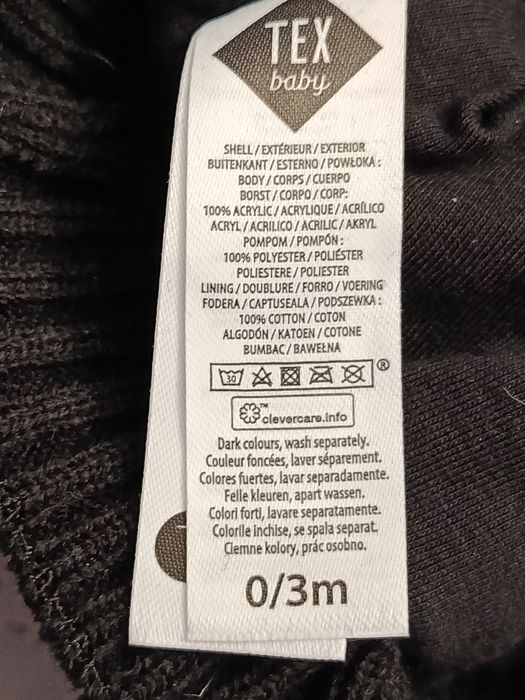 TEX
baby
SHELL / EXTÉRIEUR / EXTERIOR
BUITENKANT / ESTERNO / POWŁOKA :
BODY / CORPS / CUERPO
BORST / CORPO / CORP:
100% ACRYLIC / ACRYLIQUE / ACRÍLICO
ACRYL / ACRILICO / ACRILIC / AKRYL
POMPOM / POMPÓN :
100% POLYESTER / POLIÉSTER
POLIESTERE / POLIESTER
LINING / DOUBLURE / FORRO / VOERING
FODERA / CAPTUSEALA / PODSZEWKA :
100% COTTON / COTON
ALGODÓN / KATOEN / COTONE
BUMBAC / BAWEŁNA
30 ®
™ clevercare.info
Dark colours, wash separately.
Couleur foncées, laver séparement.
Colores fuertes, lavar separadamente.
Felle kleuren, apart wassen.
Colori forti, lavare separatamente.
Colorile inchise, se spala separat.
Ciemne kolory, prać osobno.
0/3m